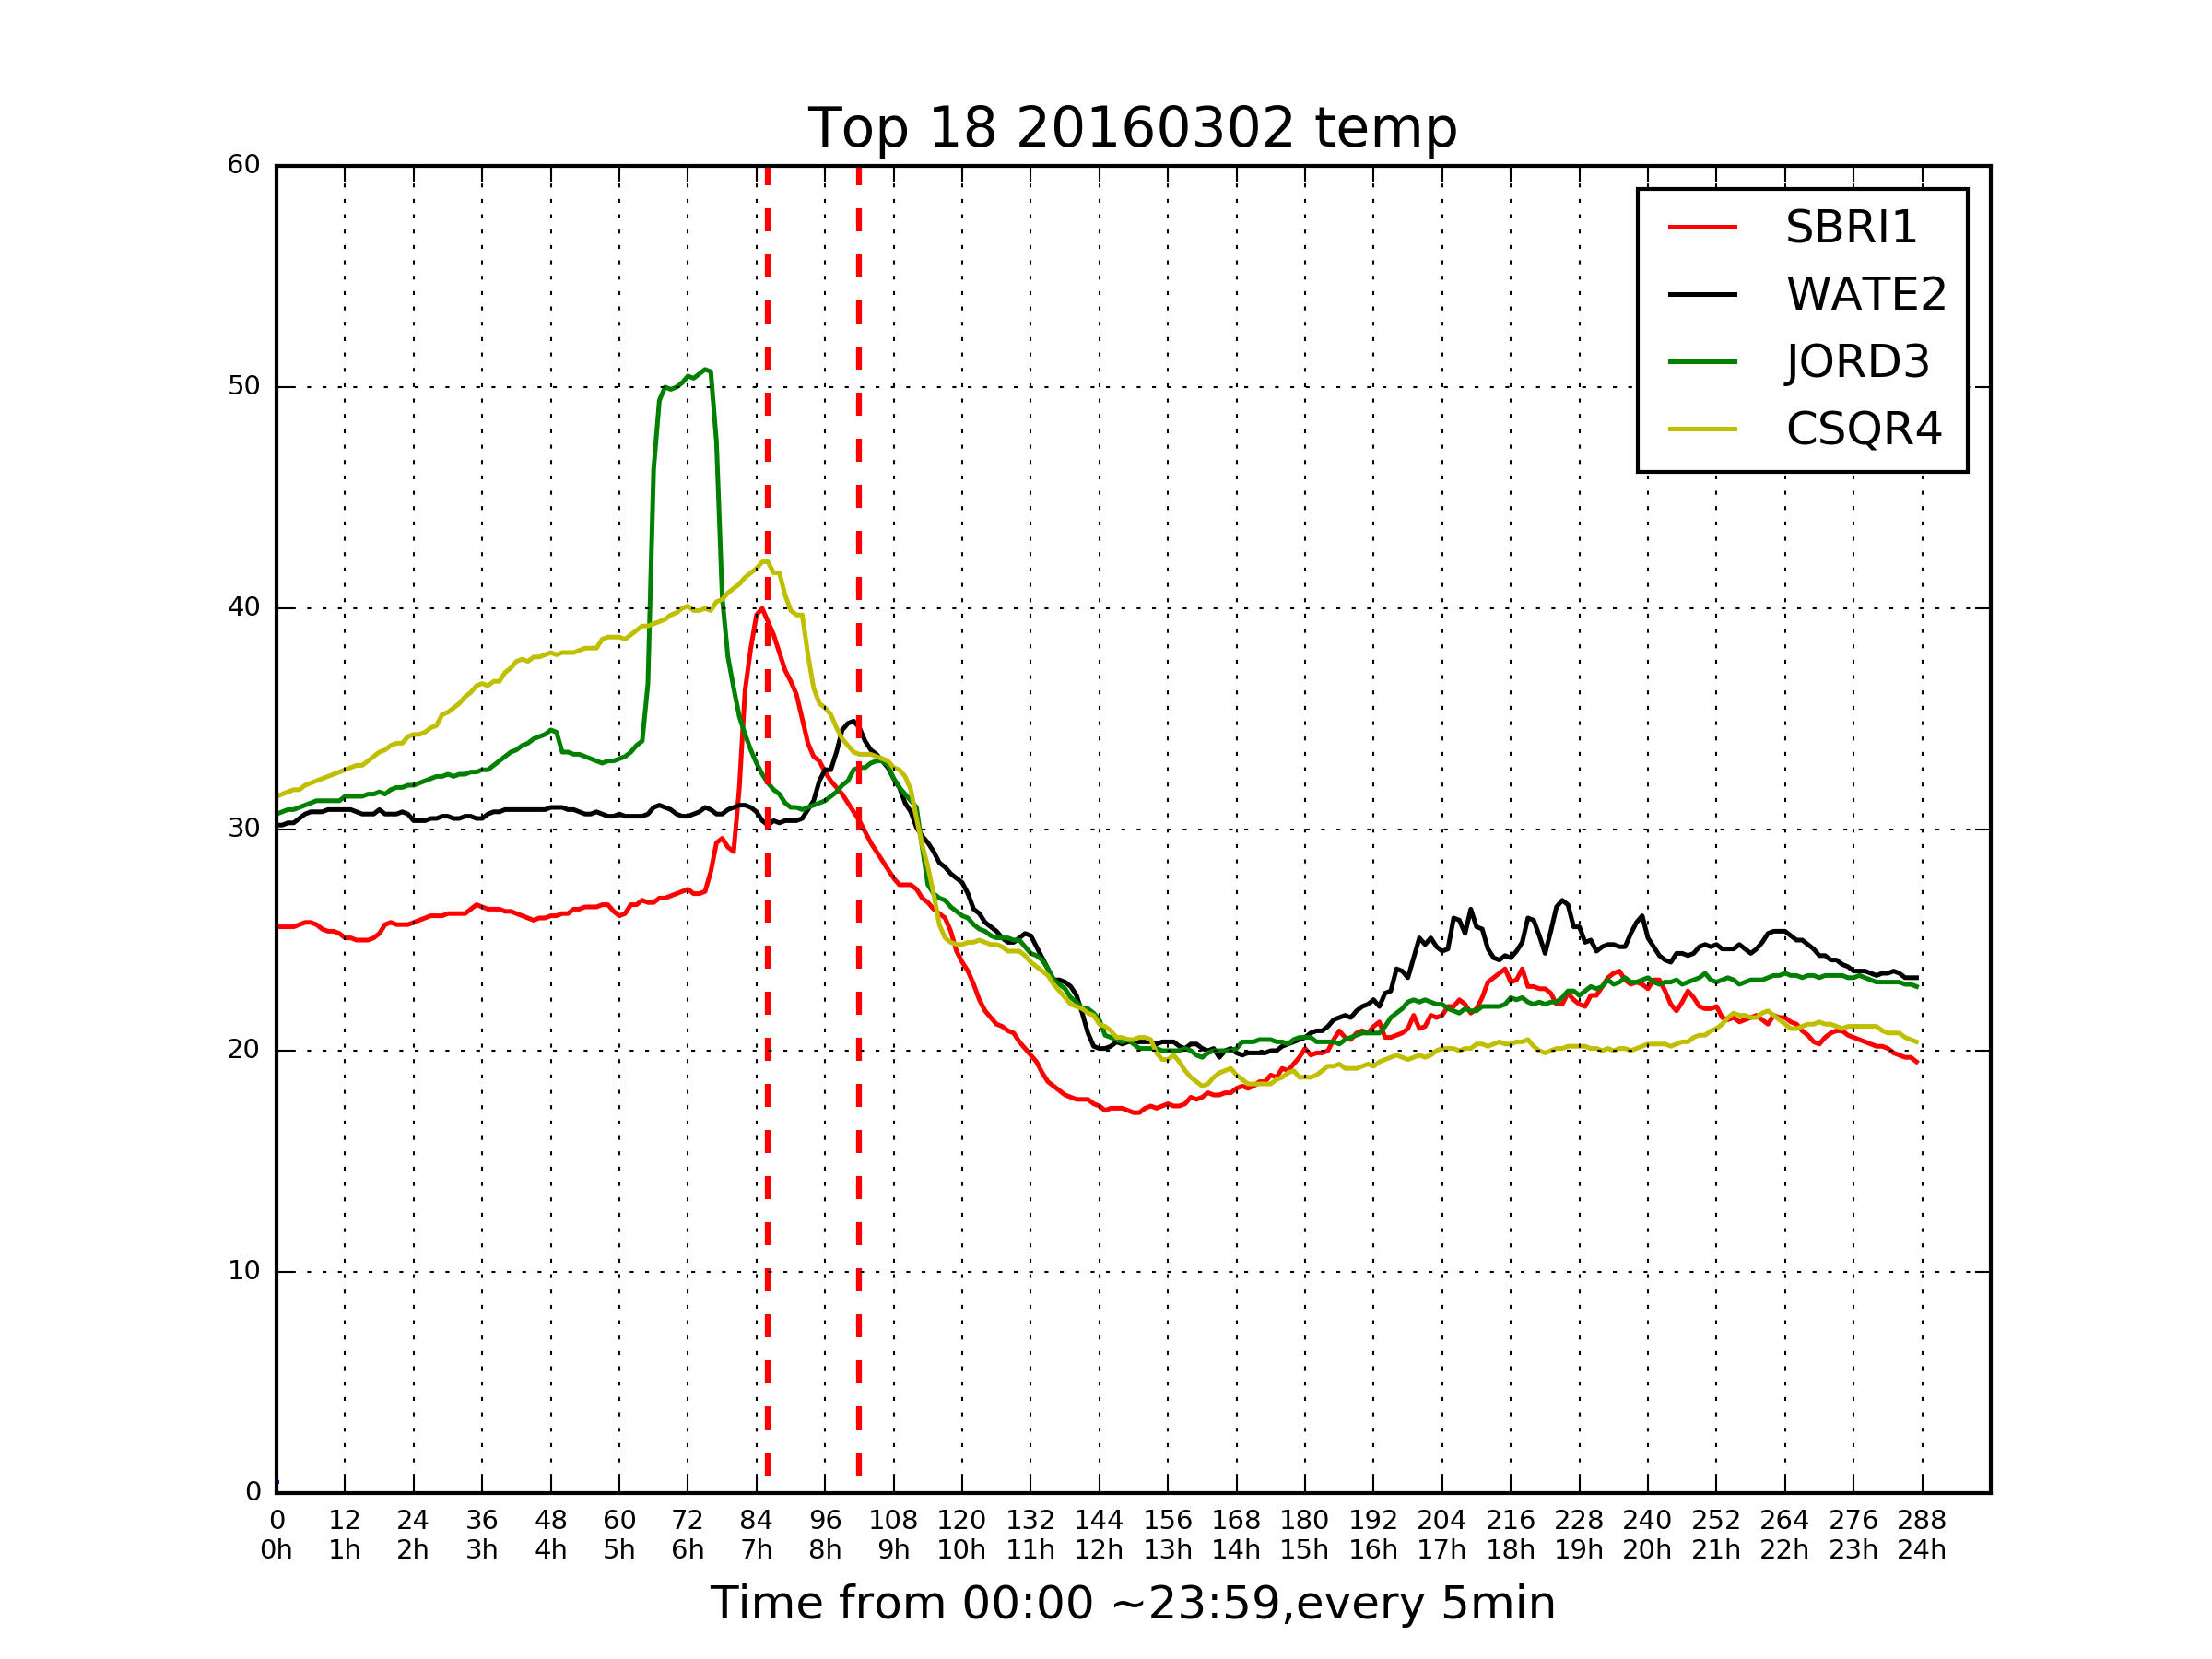 Top 18 20160302 temp
60
50
40
30
20
10
0
SBRI1
WATE2
JORD3
CSQR4
0 12 24 36 48 60 72 84 96 108 120 132 144 156 168 180 192 204 216 228 240 252 264 276 288
0h 1h 2h 3h 4h 5h 6h 7h 8h 9h 10h 11h 12h 13h 14h 15h 16h 17h 18h 19h 20h 21h 22h 23h 24h
Time from 00:00 ~23:59,every 5min